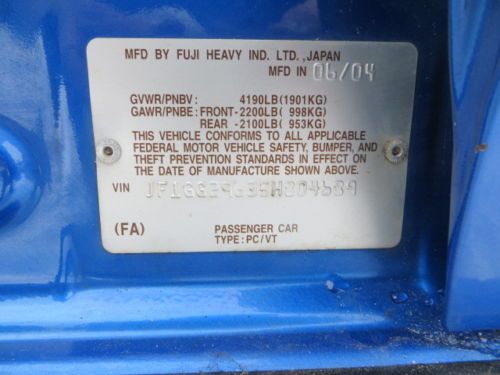 MFD BY FUJI HEAVY IND. LTD.,JAPAN
MFD IN 06/04
GVWR/PNBV: 4190LB(1901KG)
GAWR/PNBE: FRONT-2200LB( 998KG)
REAR -2100LB( 953KG)
THIS VEHICLE CONFORMS TO ALL APPLICABLE
FEDERAL MOTOR VEHICLE SAFETY, BUMPER, AND
THEFT PREVENTION STANDARDS IN EFFECT ON
THE DATE OF MANUFACTURE SHOWN ABOVE.
VIN JF1GG29635H804689
(FA) PASSENGER CAR
TYPE: PC/VT